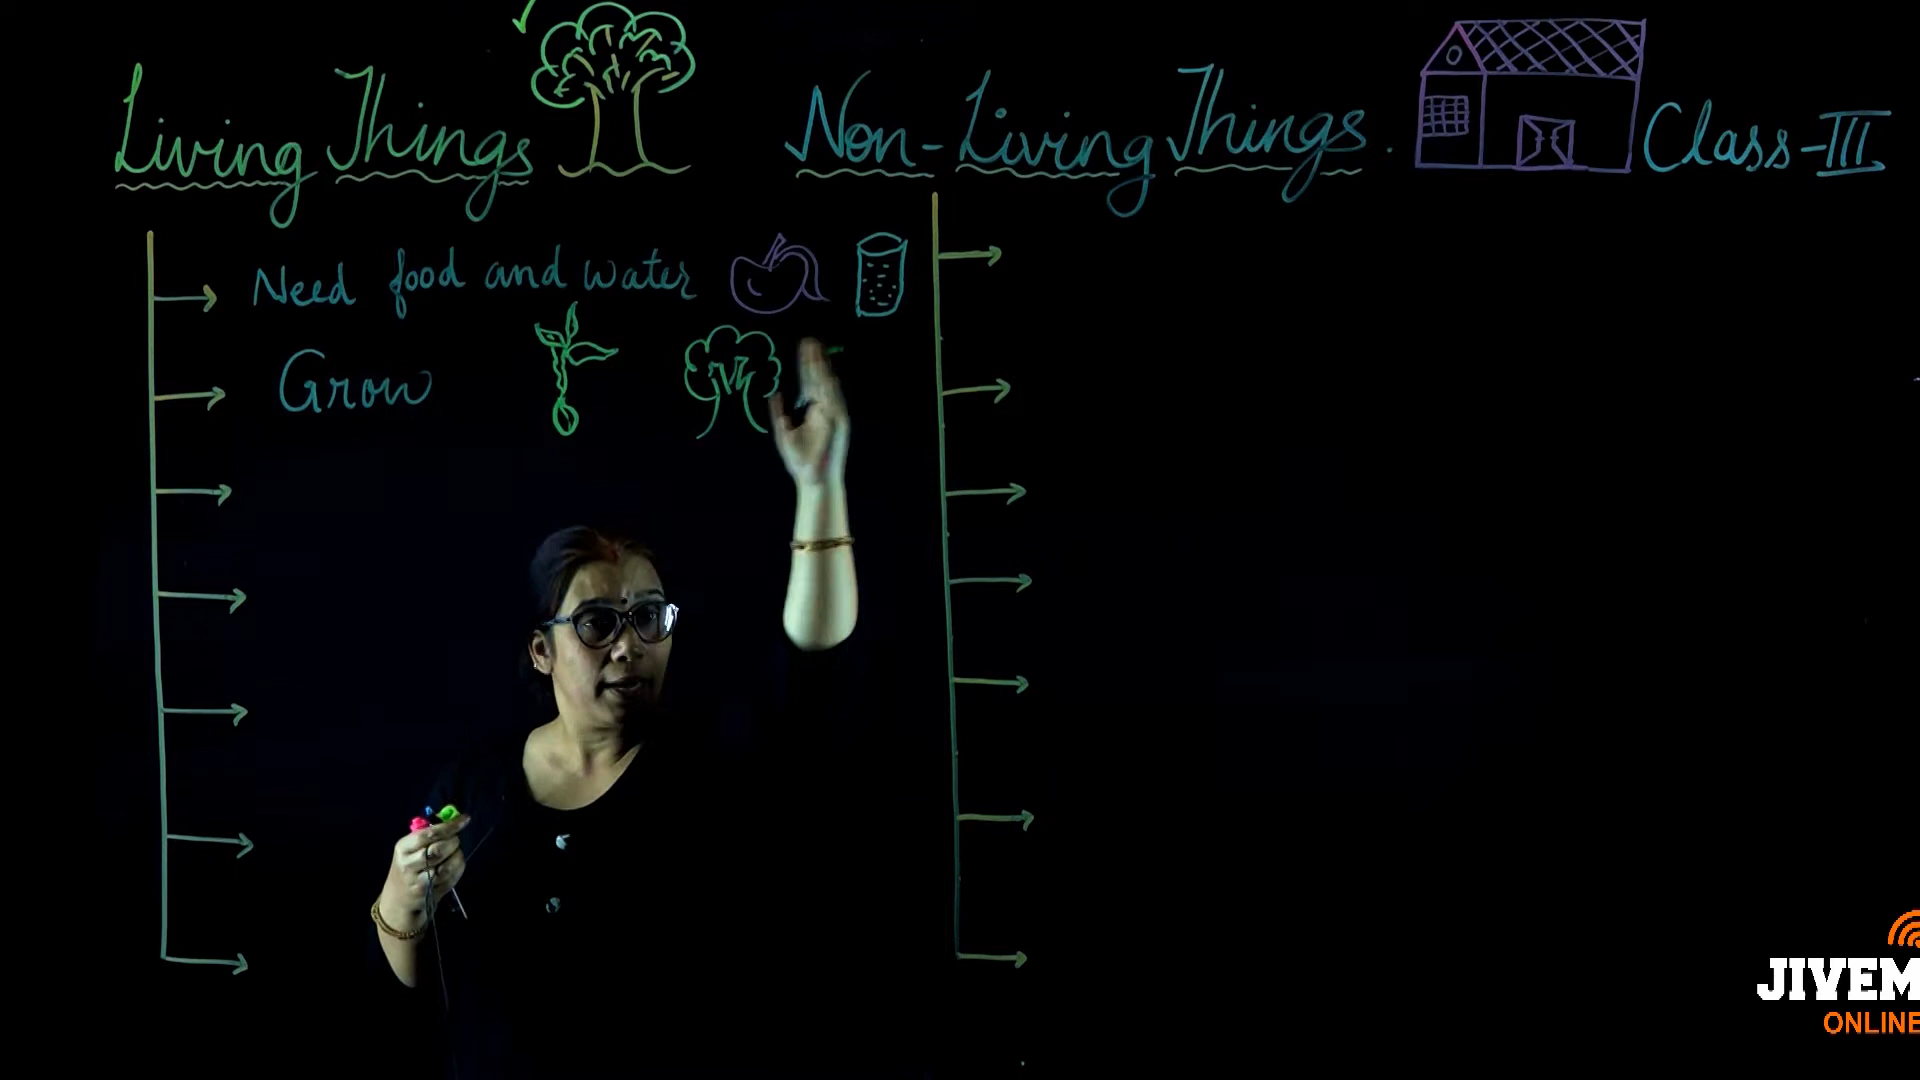 Living Things
Non-Living Things.
Class-III
Need food and water
Grow
JIVEM
ONLINE